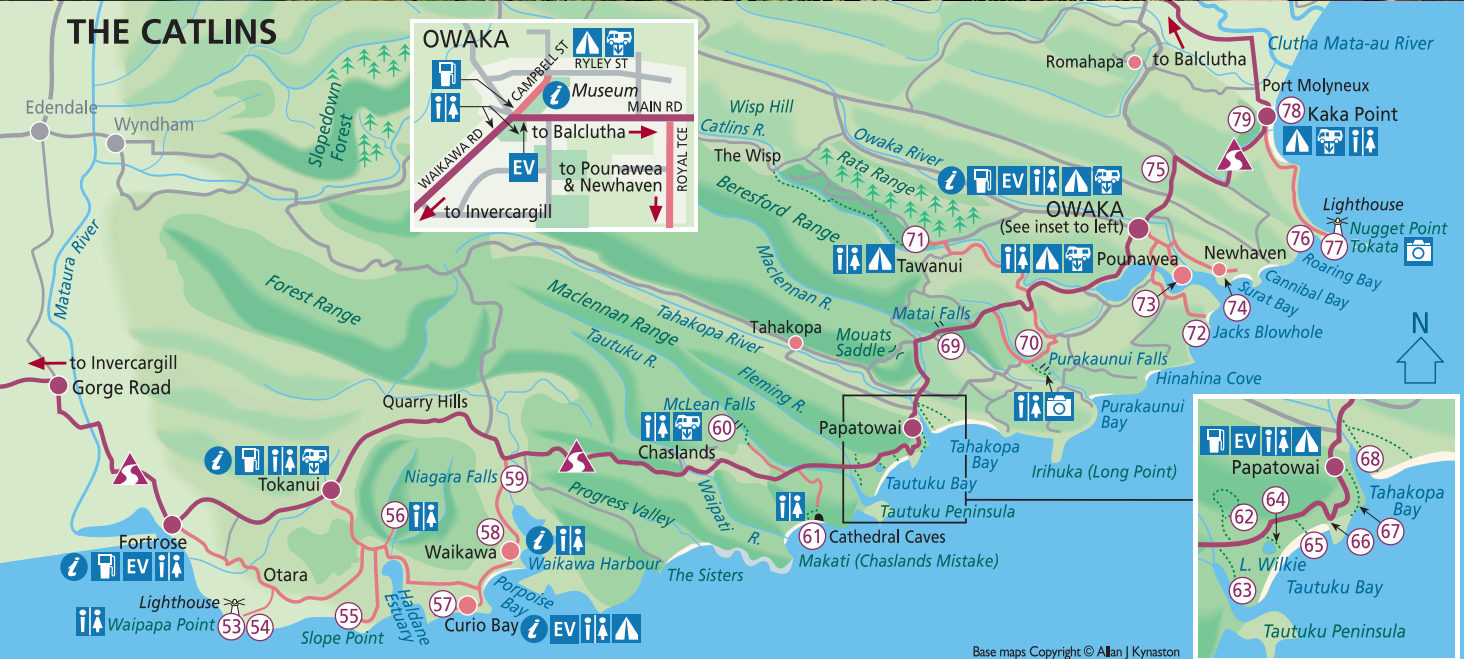 THE CATLINS
OWAKA
CAMPBELL ST
RYLEY ST
i Museum
MAIN RD
WAIKAWA RD
to Balclutha
EV
to Pounawea
& Newhaven
ROYAL TCE
to Invercargill
Edendale
Wyndham
Slopedown
Forest
Mataura River
Forest Range
to Invercargill
Gorge Road
Quarry Hills
Wisp Hill
Catlins R.
The Wisp
Owaka River
Rata Range
Beresford Range
Romahapa
to Balclutha
Clutha Mata-au River
Port Molyneux
79
78
Kaka Point
75
i EV
OWAKA
(See inset to left)
Lighthouse
Nugget Point
Tokata
76
77
Roaring Bay
71
Tawanui
Pounawea
Newhaven
Cannibal Bay
Surat Bay
73
74
72
Jacks Blowhole
Maclennan R.
Maclennan Range
Tahakopa River
Tautuku R.
Tahakopa
Mouats
Saddle
Matai Falls
69
70
Purakaunui Falls
Hinahina Cove
Purakaunui
Bay
N
Fleming R.
McLean Falls
60
Chaslands
Papatowai
Tahakopa
Bay
Irihuka (Long Point)
Tautuku Bay
Tautuku Peninsula
i
Tokanui
Niagara Falls
59
Progress Valley
Waipati
R.
61
Cathedral Caves
Makati (Chaslands Mistake)
The Sisters
56
58
Waikawa
i
Waikawa Harbour
Fortrose
i EV
Otara
Lighthouse
Waipapa Point
53
54
55
Slope Point
Haldane
Estuary
57
Curio Bay
Porpoise
Bay
i EV
EV
Papatowai
68
Tahakopa
Bay
64
62
65
66
67
L. Wilkie
Tautuku Bay
63
Tautuku Peninsula
Base maps Copyright © Allan J Kynaston